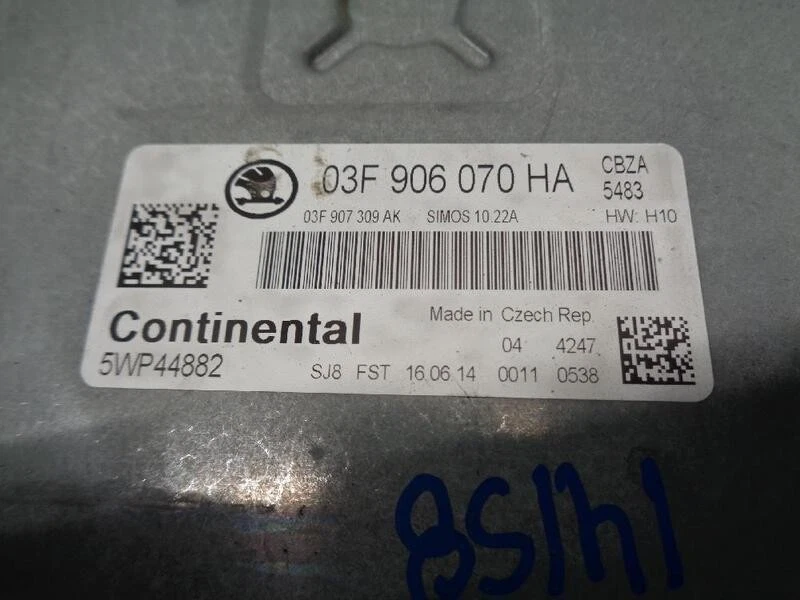 03F 906 070 HA CBZA
5483
03F 907 309 AK SIMOS 10.22A HW: H10
Continental Made in Czech Rep.
04 4247
5WP44882 SJ8 FST 16.06.14 0011 0538
14158